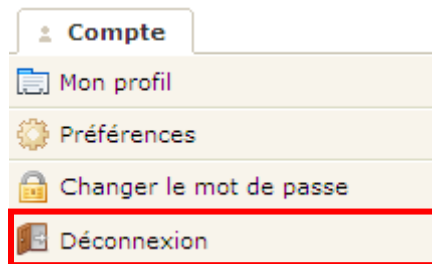 Compte
Mon profil
Préférences
Changer le mot de passe
Déconnexion